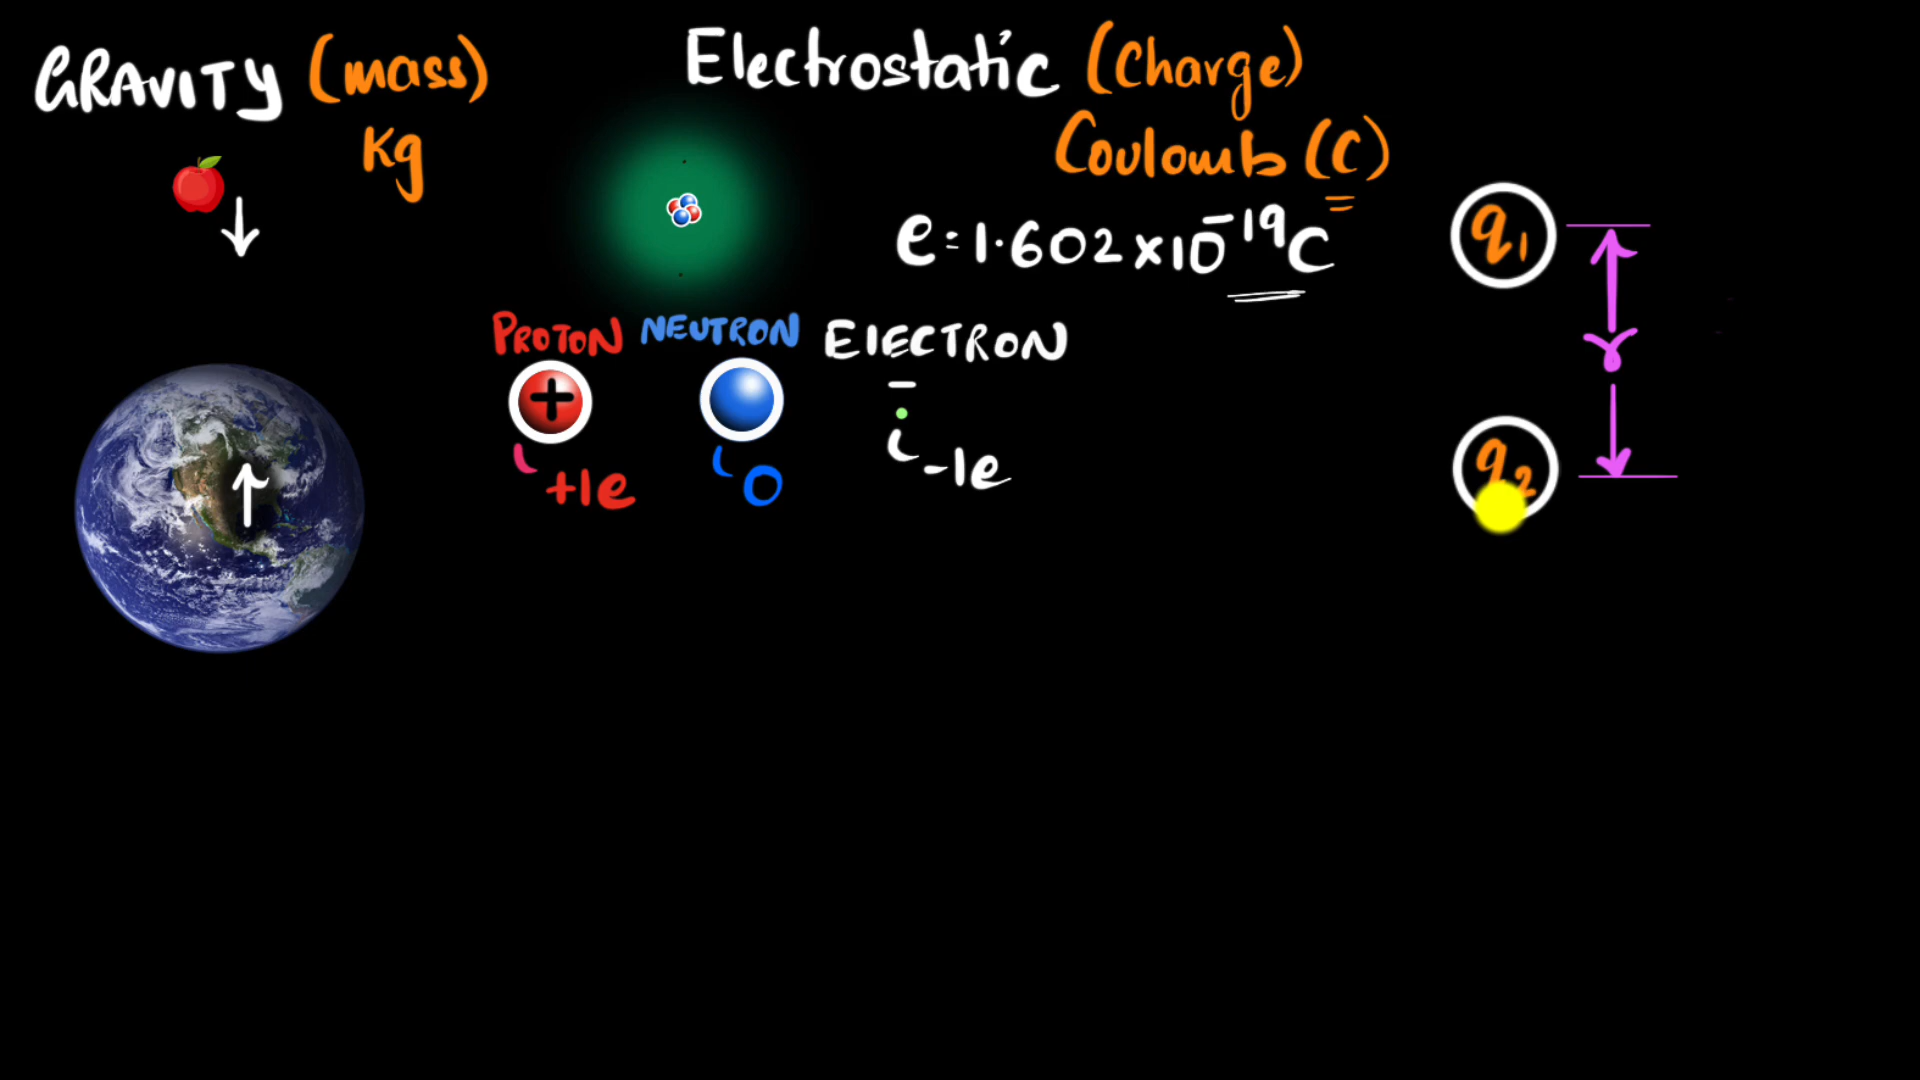 GRAVITY (mass)
Kg
Electrostatic (Charge)
Coulomb (C)
e = 1.602 x 10⁻¹⁹ C
PROTON NEUTRON ELECTRON
+ −
+1e 0 -1e
q₁
r
q₂